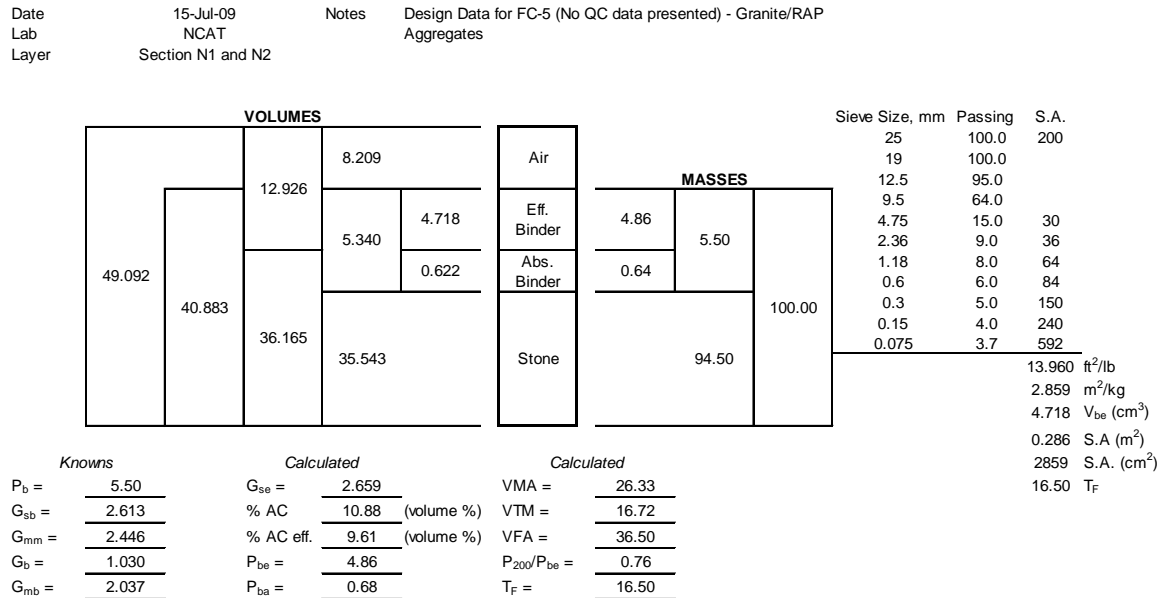 Date 15-Jul-09 Notes Design Data for FC-5 (No QC data presented) - Granite/RAP
Lab NCAT Aggregates
Layer Section N1 and N2
VOLUMES
MASSES
49.092
40.883
12.926
36.165
8.209
5.340
4.718
0.622
35.543
Air
Eff.
Binder
Abs.
Binder
Stone
4.86
0.64
5.50
94.50
100.00
Sieve Size, mm Passing S.A.
25 100.0 200
19 100.0
12.5 95.0
9.5 64.0
4.75 15.0 30
2.36 9.0 36
1.18 8.0 64
0.6 6.0 84
0.3 5.0 150
0.15 4.0 240
0.075 3.7 592
13.960 ft²/lb
2.859 m²/kg
4.718 Vbe (cm³)
0.286 S.A (m²)
2859 S.A. (cm²)
16.50 TF
Knowns Calculated Calculated
Pb = 5.50 Gse = 2.659 VMA = 26.33
Gsb = 2.613 % AC 10.88 (volume %) VTM = 16.72
Gmm = 2.446 % AC eff. 9.61 (volume %) VFA = 36.50
Gb = 1.030 Pbe = 4.86 P200/Pbe = 0.76
Gmb = 2.037 Pba = 0.68 TF = 16.50